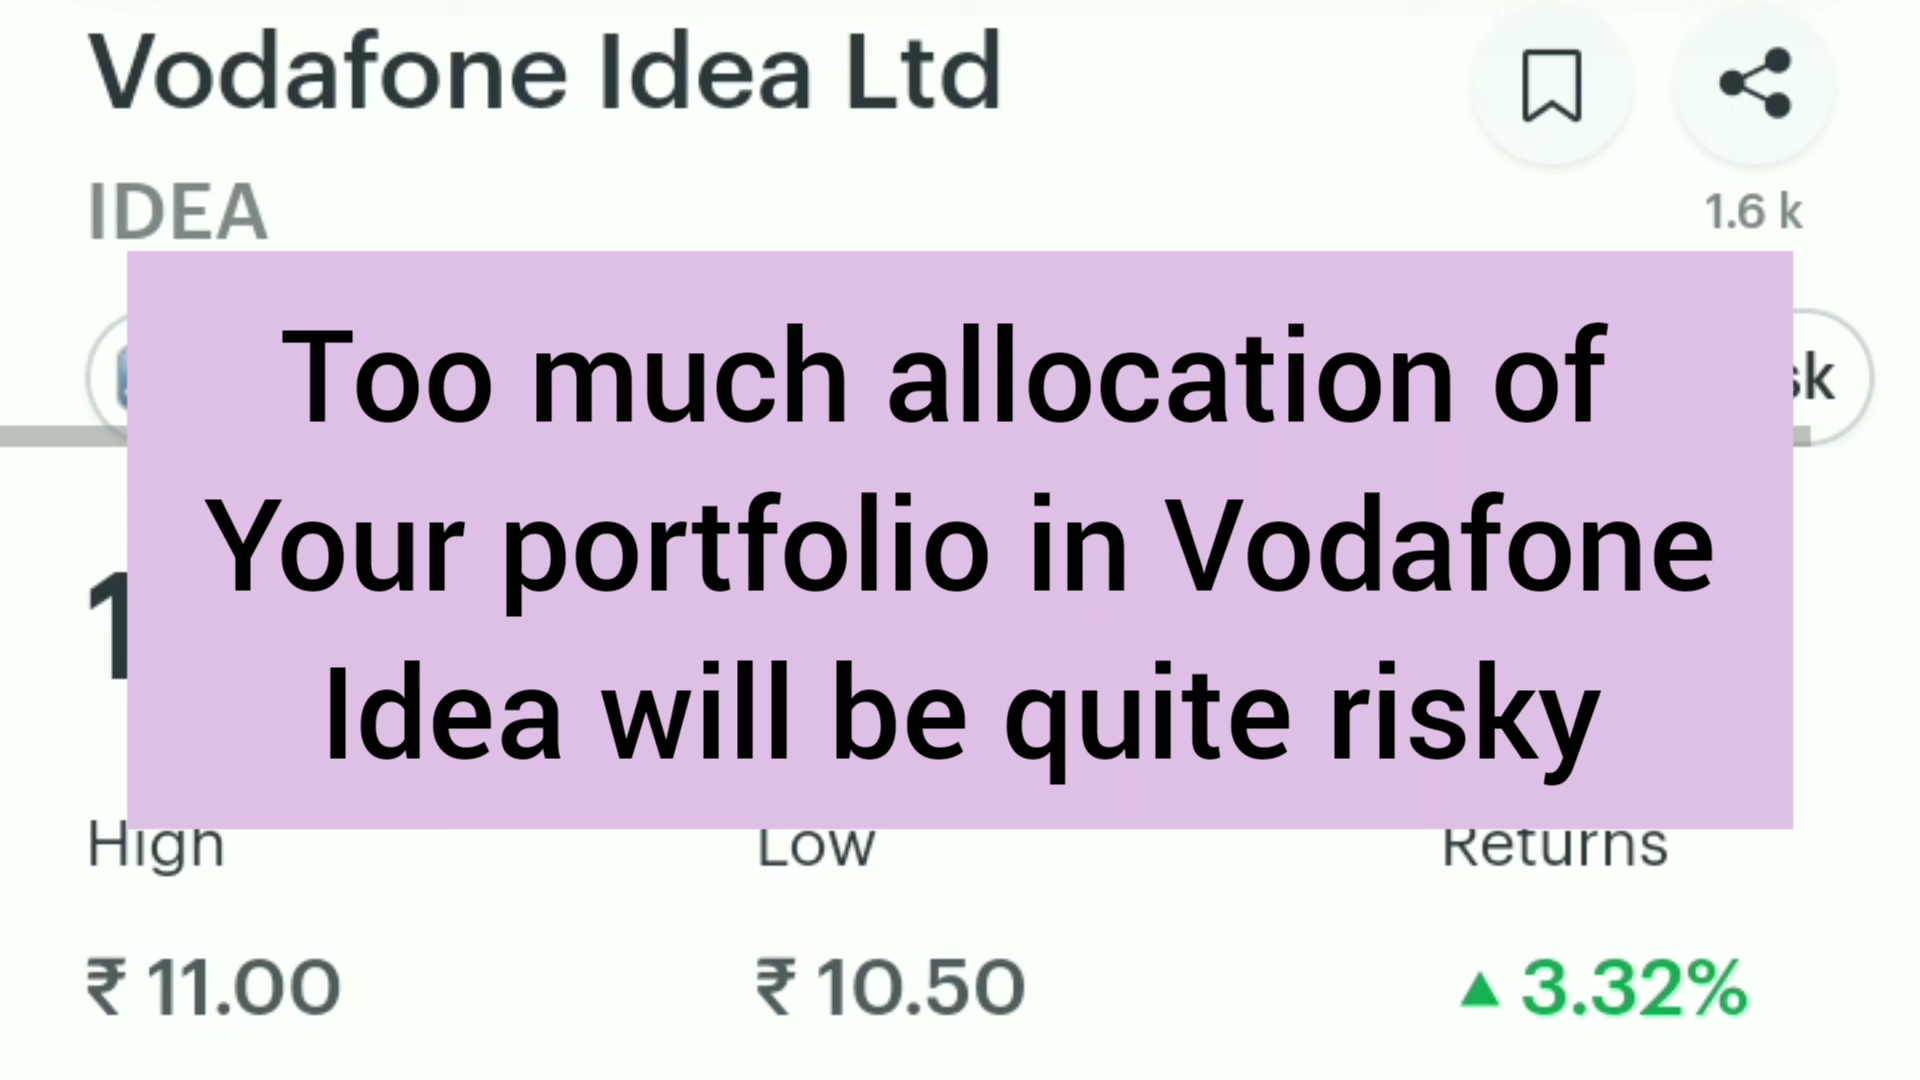 Vodafone Idea Ltd
IDEA
1.6 k
Too much allocation of
Your portfolio in Vodafone
Idea will be quite risky
High Low Returns
₹ 11.00 ₹ 10.50 ▲ 3.32%